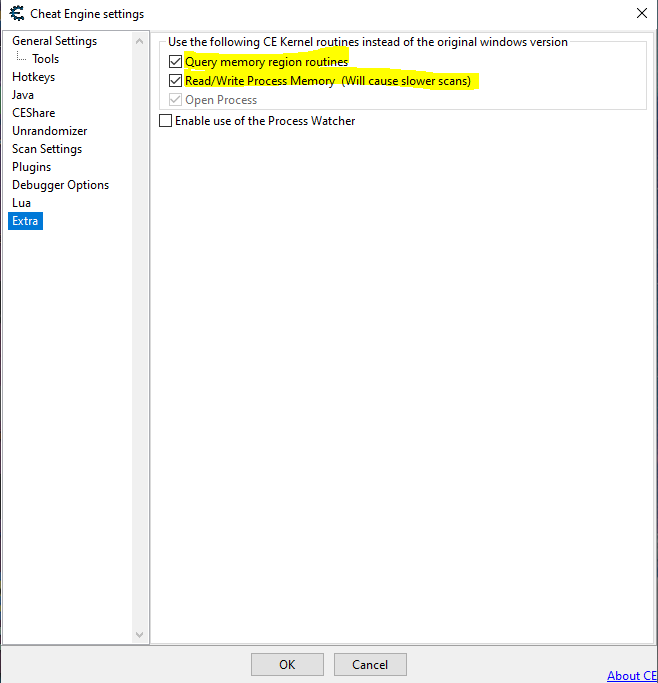 Cheat Engine settings
General Settings
Tools
Hotkeys
Java
CEShare
Unrandomizer
Scan Settings
Plugins
Debugger Options
Lua
Extra
Use the following CE Kernel routines instead of the original windows version
Query memory region routines
Read/Write Process Memory (Will cause slower scans)
Open Process
Enable use of the Process Watcher
OK
Cancel
About CE